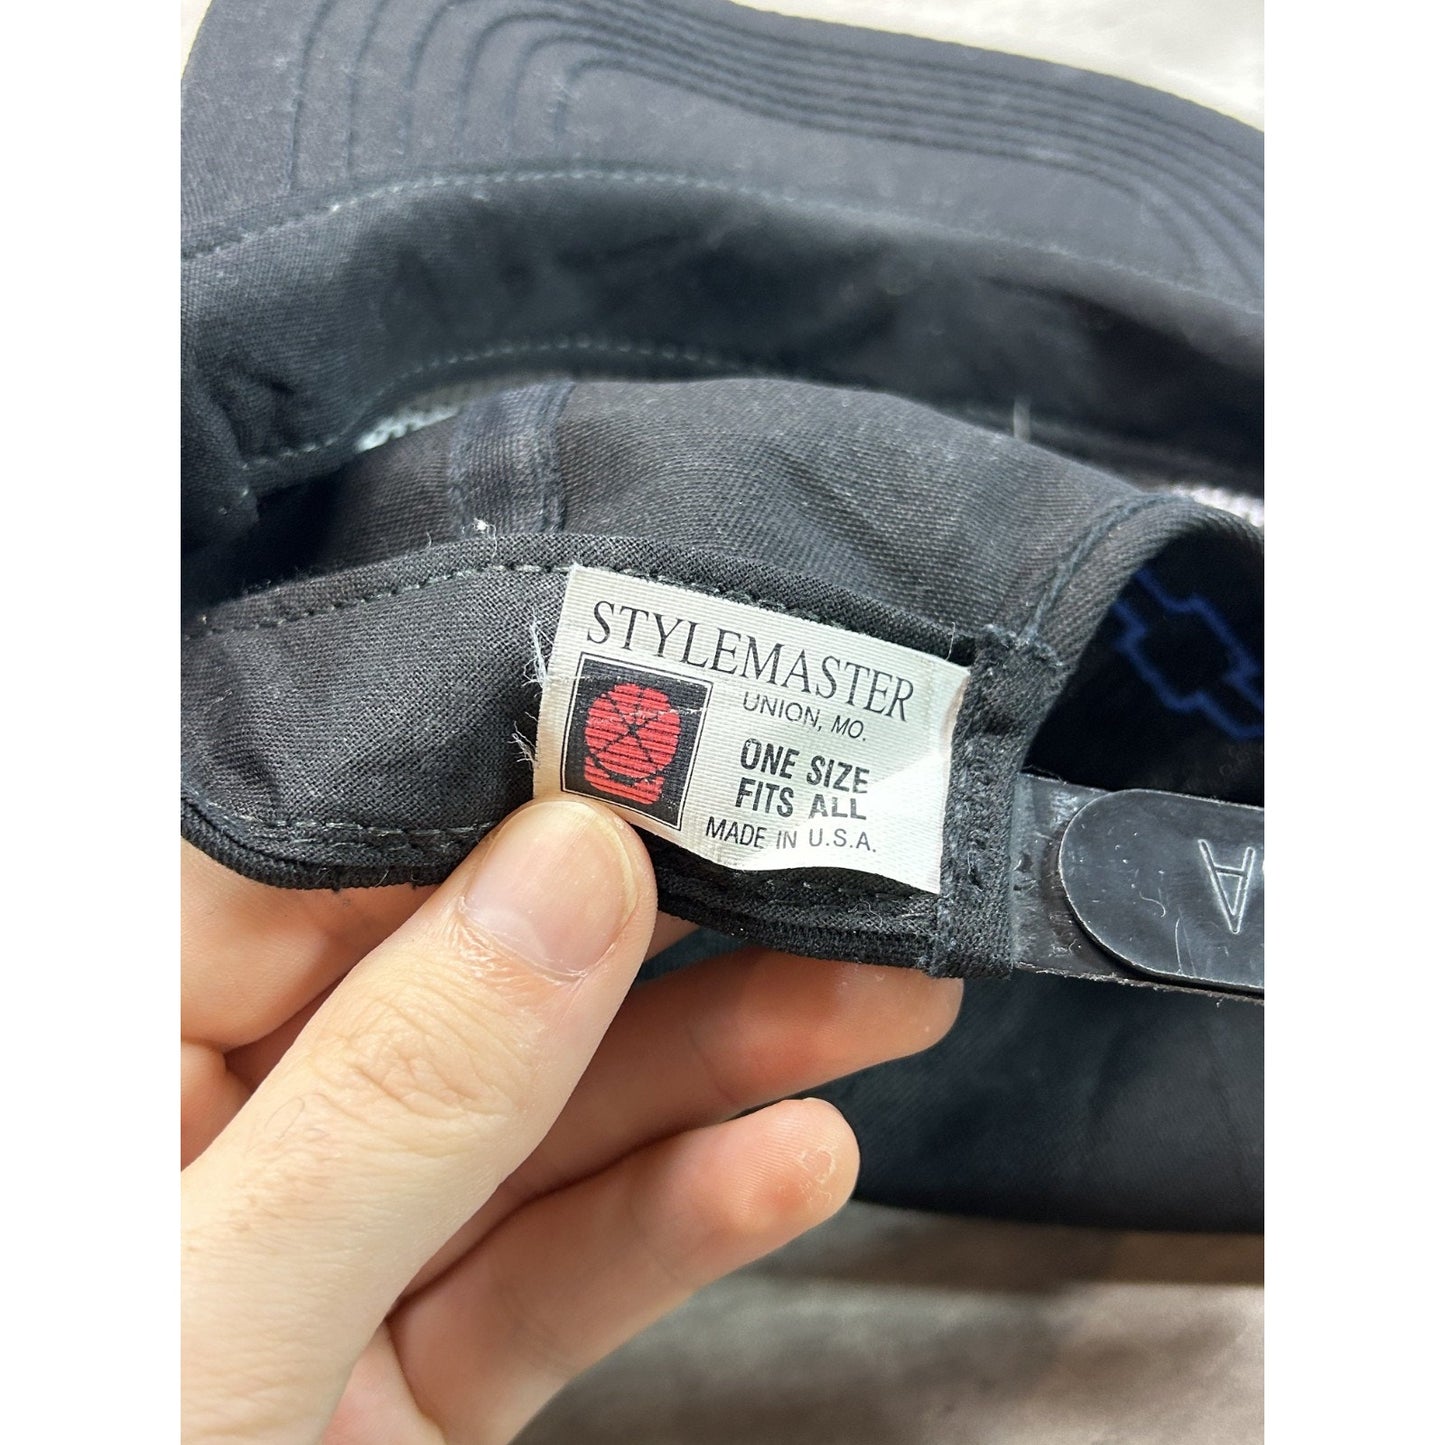 STYLEMASTER
UNION, MO.
ONE SIZE
FITS ALL
MADE IN U.S.A.